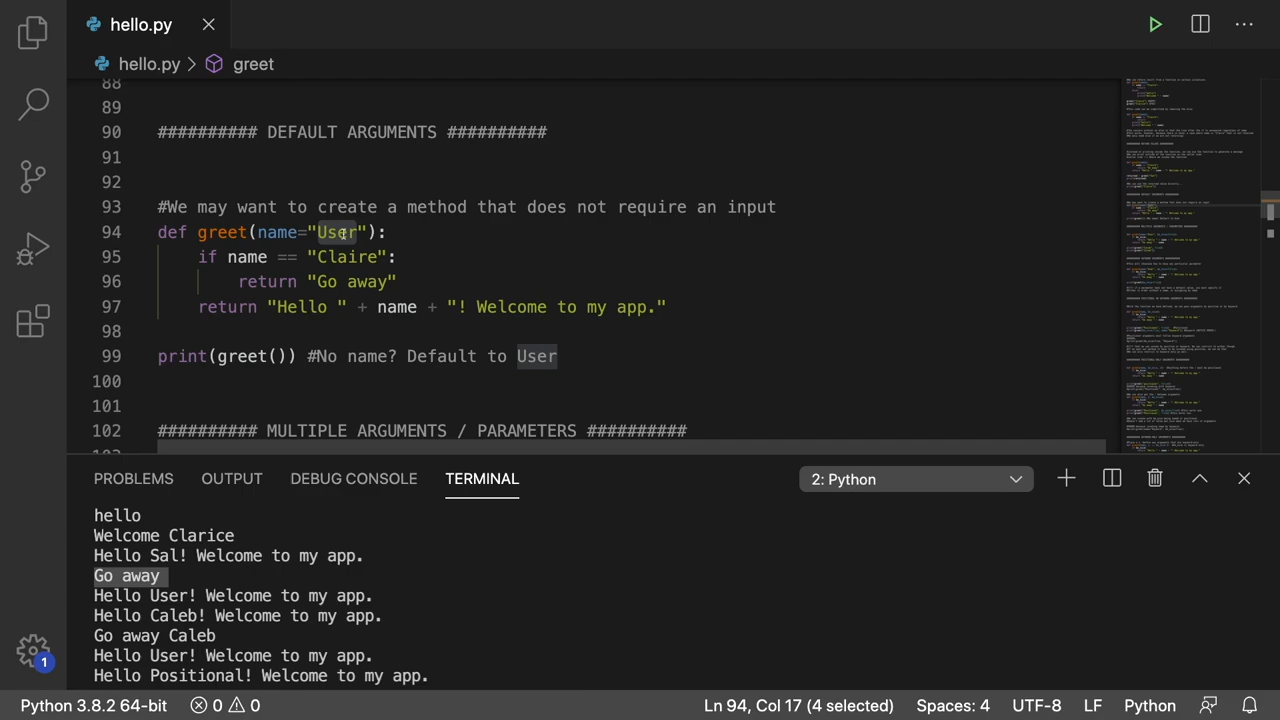 hello.py
hello.py > greet
88
89
90 ########## DEFAULT ARGUMENTS ###########
91
92
93 #We may want to create a method that does not require an input
94 def greet(name="User"):
95 if name == "Claire":
96 return "Go away"
97 return "Hello " + name + "! Welcome to my app."
98
99 print(greet()) #No name? Default to User
100
101
102 ########## MULTIPLE ARGUMENTS / PARAMETERS ##########
PROBLEMS OUTPUT DEBUG CONSOLE TERMINAL 2: Python
hello
Welcome Clarice
Hello Sal! Welcome to my app.
Go away
Hello User! Welcome to my app.
Hello Caleb! Welcome to my app.
Go away Caleb
Hello User! Welcome to my app.
Hello Positional! Welcome to my app.
1
Python 3.8.2 64-bit 0 0 Ln 94, Col 17 (4 selected) Spaces: 4 UTF-8 LF Python